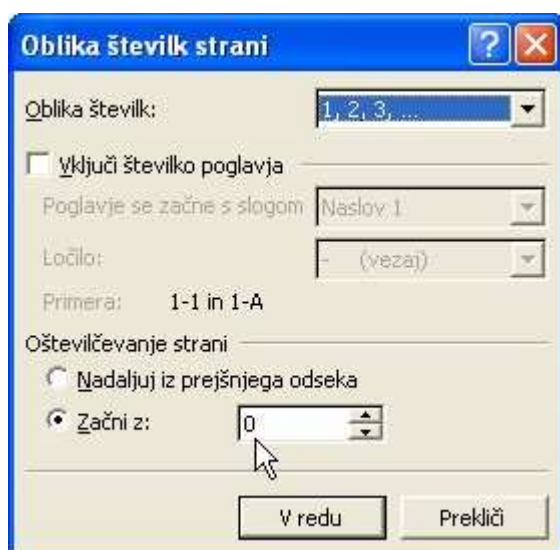 Oblika številk strani
Oblika številk: 1, 2, 3, ...
Vključi številko poglavja
Poglavje se začne s slogom Naslov 1
Ločilo: - (vezaj)
Primera: 1-1 in 1-A
Oštevilčevanje strani
Nadaljuj iz prejšnjega odseka
Začni z: 0
V redu Prekliči